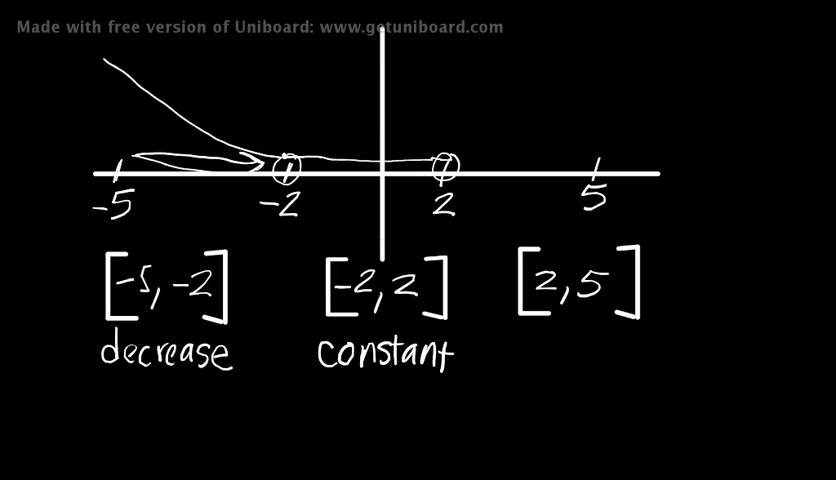 Made with free version of Uniboard: www.getuniboard.com
-5 -2 2 5
[-5, -2] [-2, 2] [2, 5]
decrease constant